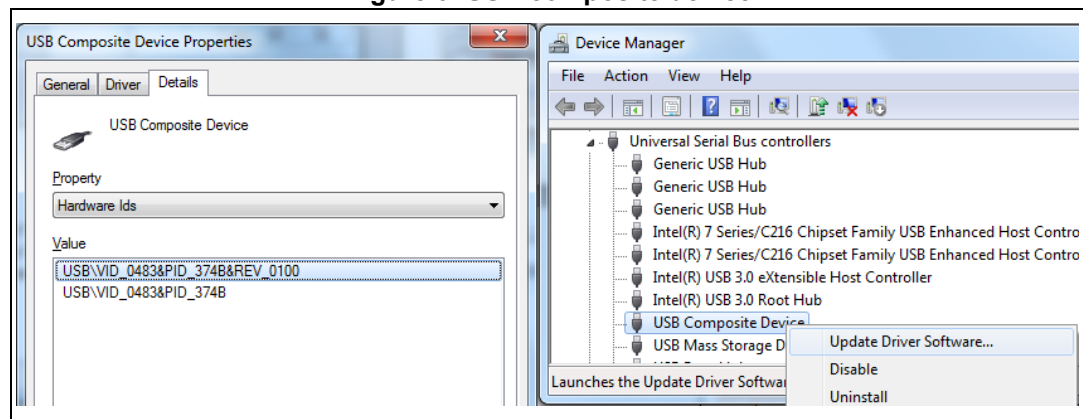 USB Composite Device Properties
General
Driver
Details
USB Composite Device
Property
Hardware Ids
Value
USB\VID_0483&PID_374B&REV_0100
USB\VID_0483&PID_374B
Device Manager
File Action View Help
Universal Serial Bus controllers
Generic USB Hub
Generic USB Hub
Generic USB Hub
Intel(R) 7 Series/C216 Chipset Family USB Enhanced Host Contro
Intel(R) 7 Series/C216 Chipset Family USB Enhanced Host Contro
Intel(R) USB 3.0 eXtensible Host Controller
Intel(R) USB 3.0 Root Hub
USB Composite Device
USB Mass Storage D
Launches the Update Driver Softwar
Update Driver Software...
Disable
Uninstall